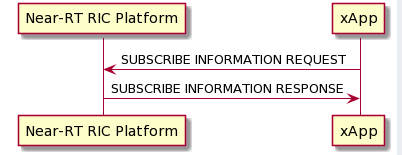 Near-RT RIC Platform
xApp
SUBSCRIBE INFORMATION REQUEST
SUBSCRIBE INFORMATION RESPONSE
Near-RT RIC Platform
xApp